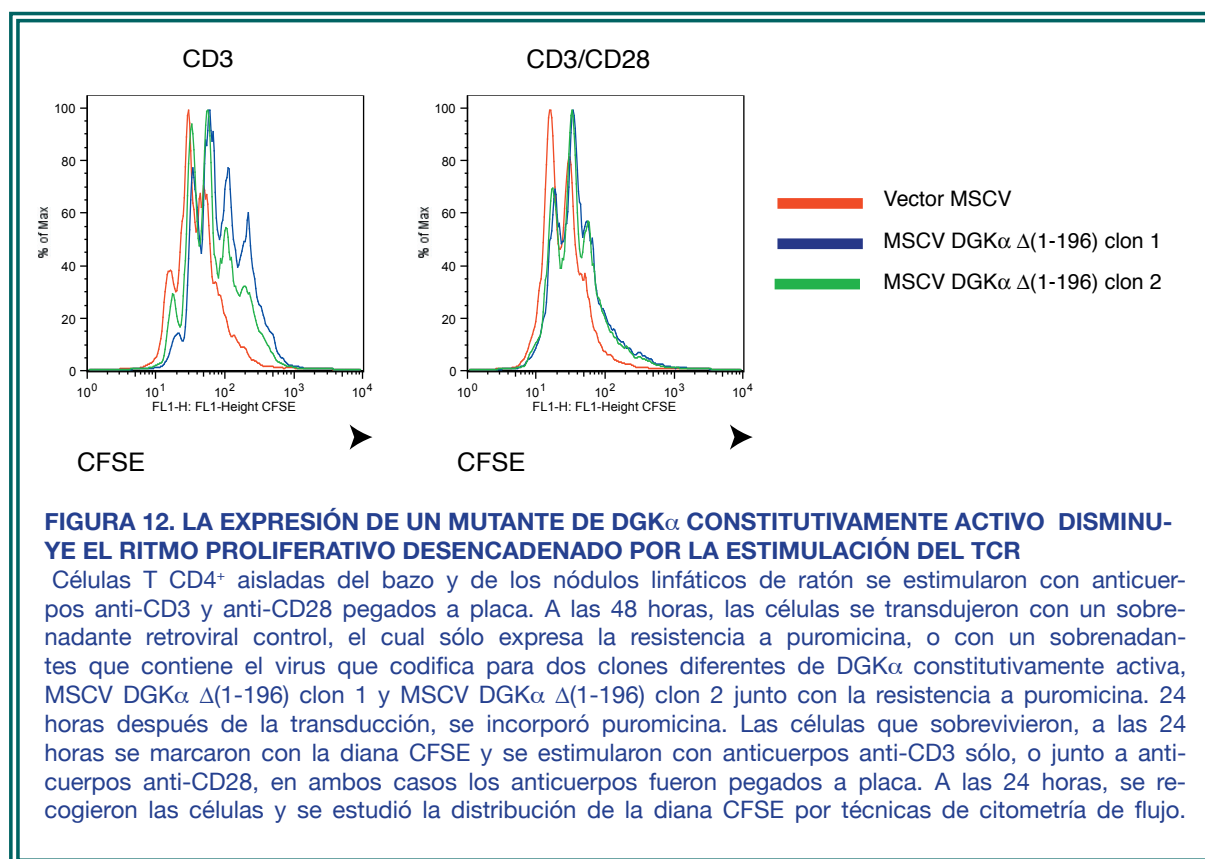 CD3
CD3/CD28
100
80
60
40
20
0
% of Max
10⁰
10¹
10²
10³
10⁴
FL1-H: FL1-Height CFSE
CFSE
100
80
60
40
20
0
% of Max
10⁰
10¹
10²
10³
10⁴
FL1-H: FL1-Height CFSE
CFSE
Vector MSCV
MSCV DGKα Δ(1-196) clon 1
MSCV DGKα Δ(1-196) clon 2
FIGURA 12. LA EXPRESIÓN DE UN MUTANTE DE DGKα CONSTITUTIVAMENTE ACTIVO DISMINU-
YE EL RITMO PROLIFERATIVO DESENCADENADO POR LA ESTIMULACIÓN DEL TCR
Células T CD4⁺ aisladas del bazo y de los nódulos linfáticos de ratón se estimularon con anticuer-
pos anti-CD3 y anti-CD28 pegados a placa. A las 48 horas, las células se transdujeron con un sobre-
nadante retroviral control, el cual sólo expresa la resistencia a puromicina, o con un sobrenadan-
tes que contiene el virus que codifica para dos clones diferentes de DGKα constitutivamente activa,
MSCV DGKα Δ(1-196) clon 1 y MSCV DGKα Δ(1-196) clon 2 junto con la resistencia a puromicina. 24
horas después de la transducción, se incorporó puromicina. Las células que sobrevivieron, a las 24
horas se marcaron con la diana CFSE y se estimularon con anticuerpos anti-CD3 sólo, o junto a anti-
cuerpos anti-CD28, en ambos casos los anticuerpos fueron pegados a placa. A las 24 horas, se re-
cogieron las células y se estudió la distribución de la diana CFSE por técnicas de citometría de flujo.